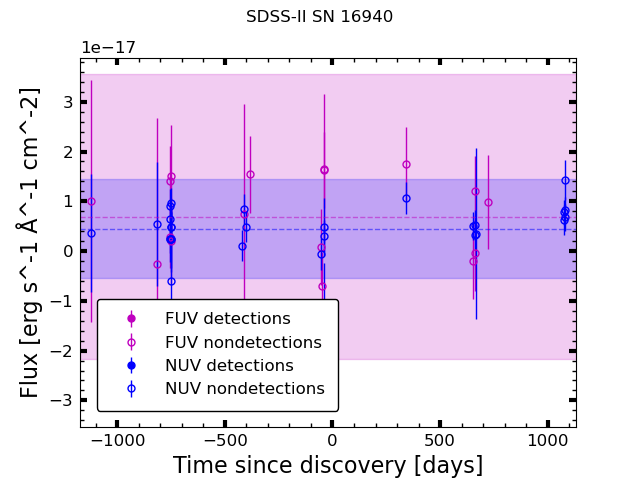 SDSS-II SN 16940
1e−17
Flux [erg s^-1 Å^-1 cm^-2]
3
2
1
0
−1
−2
−3
FUV detections
FUV nondetections
NUV detections
NUV nondetections
−1000 −500 0 500 1000
Time since discovery [days]